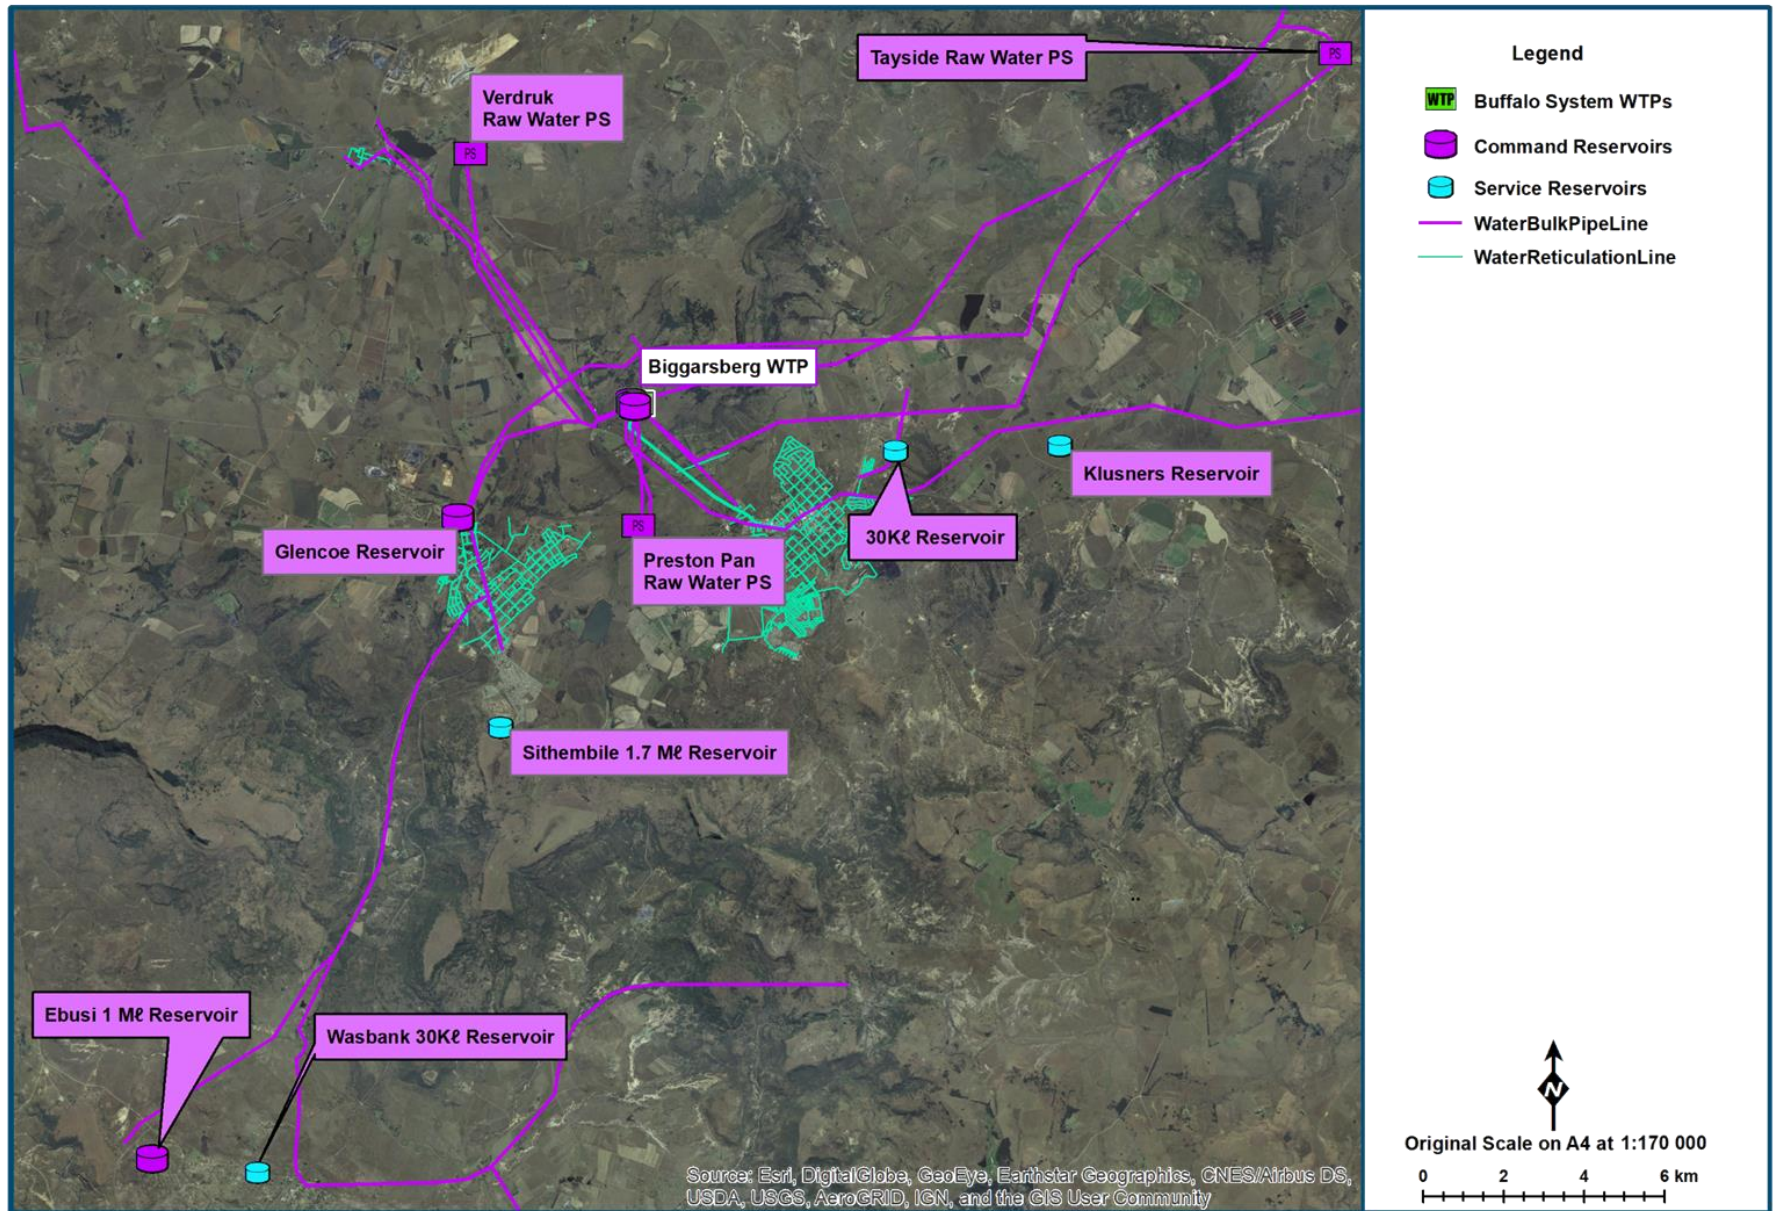 Tayside Raw Water PS
PS
Verdruk
Raw Water PS
PS
Biggarsberg WTP
Klusners Reservoir
Glencoe Reservoir
PS
30Kℓ Reservoir
Preston Pan
Raw Water PS
Sithembile 1.7 Mℓ Reservoir
Ebusi 1 Mℓ Reservoir
Wasbank 30Kℓ Reservoir
Source: Esri, DigitalGlobe, GeoEye, Earthstar Geographics, CNES/Airbus DS,
USDA, USGS, AeroGRID, IGN, and the GIS User Community
Legend
WTP Buffalo System WTPs
Command Reservoirs
Service Reservoirs
WaterBulkPipeLine
WaterReticulationLine
N
Original Scale on A4 at 1:170 000
0 2 4 6 km